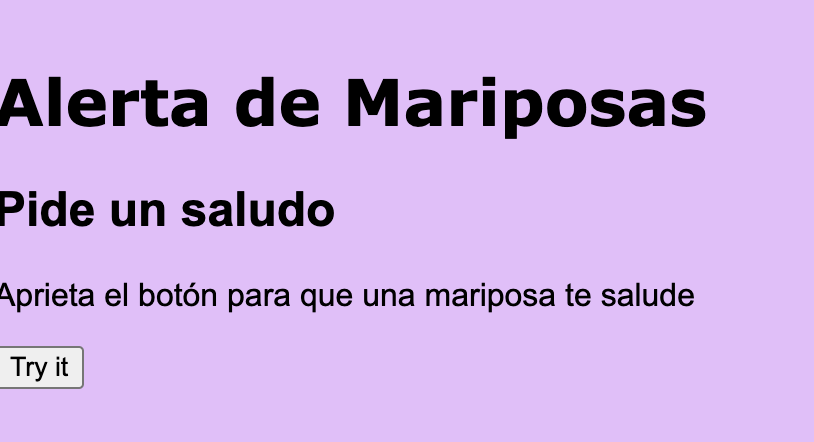 Alerta de Mariposas
Pide un saludo
Aprieta el botón para que una mariposa te salude
Try it